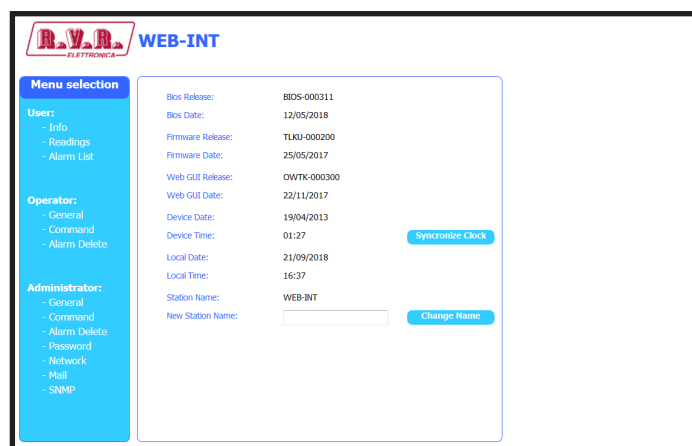 R.V.R.
ELETTRONICA
WEB-INT
Menu selection
User:
- Info
- Readings
- Alarm List
Operator:
- General
- Command
- Alarm Delete
Administrator:
- General
- Command
- Alarm Delete
- Password
- Network
- Mail
- SNMP
Bios Release: BIOS-000311
Bios Date: 12/05/2018
Firmware Release: TLKU-000200
Firmware Date: 25/05/2017
Web GUI Release: OWTK-000300
Web GUI Date: 22/11/2017
Device Date: 19/04/2013
Device Time: 01:27 Syncronize Clock
Local Date: 21/09/2018
Local Time: 16:37
Station Name: WEB-INT
New Station Name: Change Name